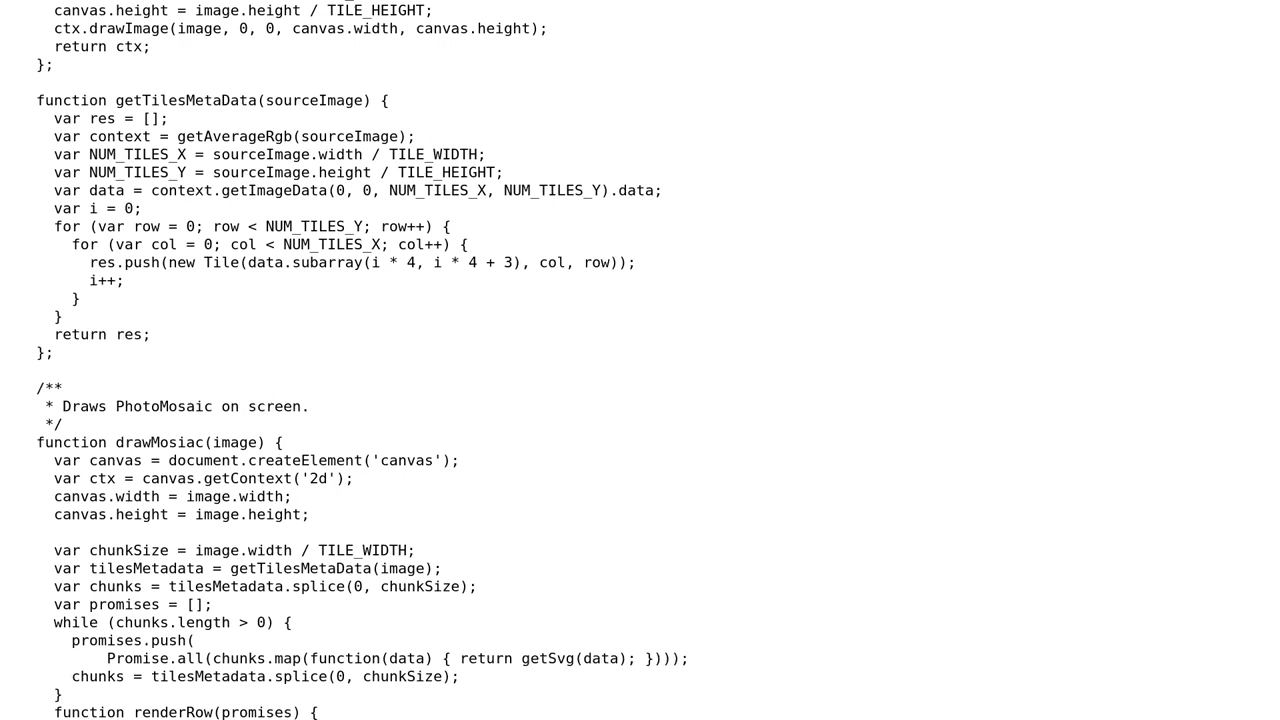 canvas.height = image.height / TILE_HEIGHT;
ctx.drawImage(image, 0, 0, canvas.width, canvas.height);
return ctx;
};
function getTilesMetaData(sourceImage) {
var res = [];
var context = getAverageRgb(sourceImage);
var NUM_TILES_X = sourceImage.width / TILE_WIDTH;
var NUM_TILES_Y = sourceImage.height / TILE_HEIGHT;
var data = context.getImageData(0, 0, NUM_TILES_X, NUM_TILES_Y).data;
var i = 0;
for (var row = 0; row < NUM_TILES_Y; row++) {
for (var col = 0; col < NUM_TILES_X; col++) {
res.push(new Tile(data.subarray(i * 4, i * 4 + 3), col, row));
i++;
}
}
return res;
};
/**
* Draws PhotoMosaic on screen.
*/
function drawMosiac(image) {
var canvas = document.createElement('canvas');
var ctx = canvas.getContext('2d');
canvas.width = image.width;
canvas.height = image.height;
var chunkSize = image.width / TILE_WIDTH;
var tilesMetadata = getTilesMetaData(image);
var chunks = tilesMetadata.splice(0, chunkSize);
var promises = [];
while (chunks.length > 0) {
promises.push(
Promise.all(chunks.map(function(data) { return getSvg(data); })));
chunks = tilesMetadata.splice(0, chunkSize);
}
function renderRow(promises) {